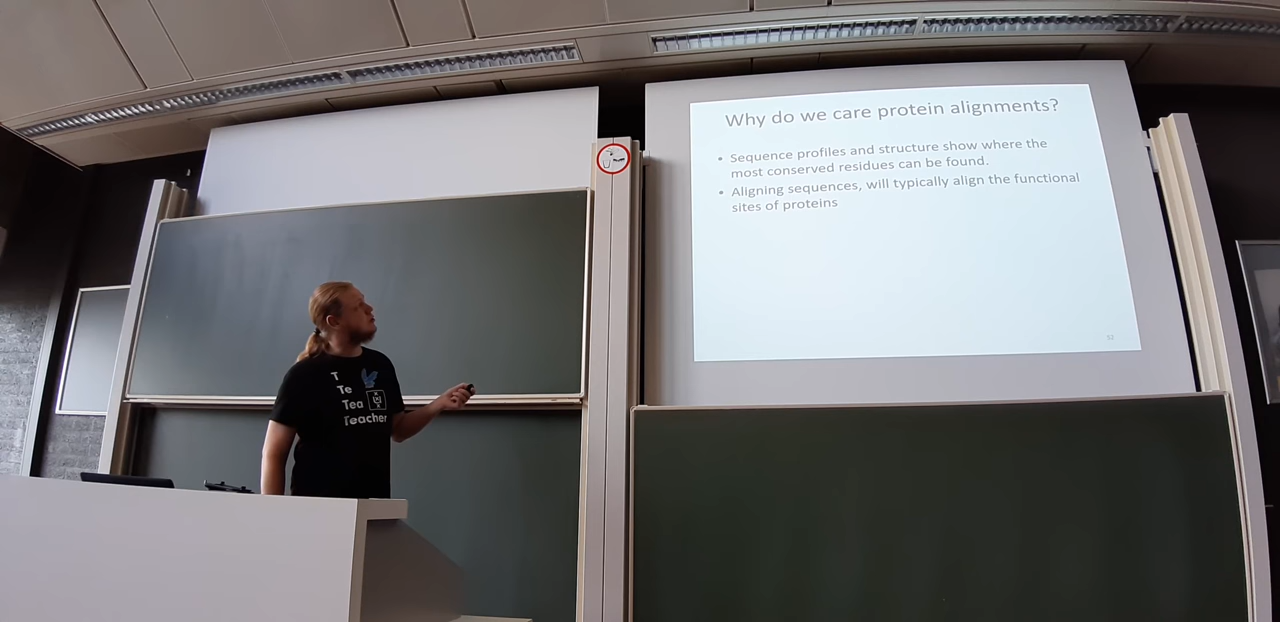 Why do we care protein alignments?
• Sequence profiles and structure show where the
most conserved residues can be found.
• Aligning sequences, will typically align the functional
sites of proteins
52
T
Te
Tea
Teacher